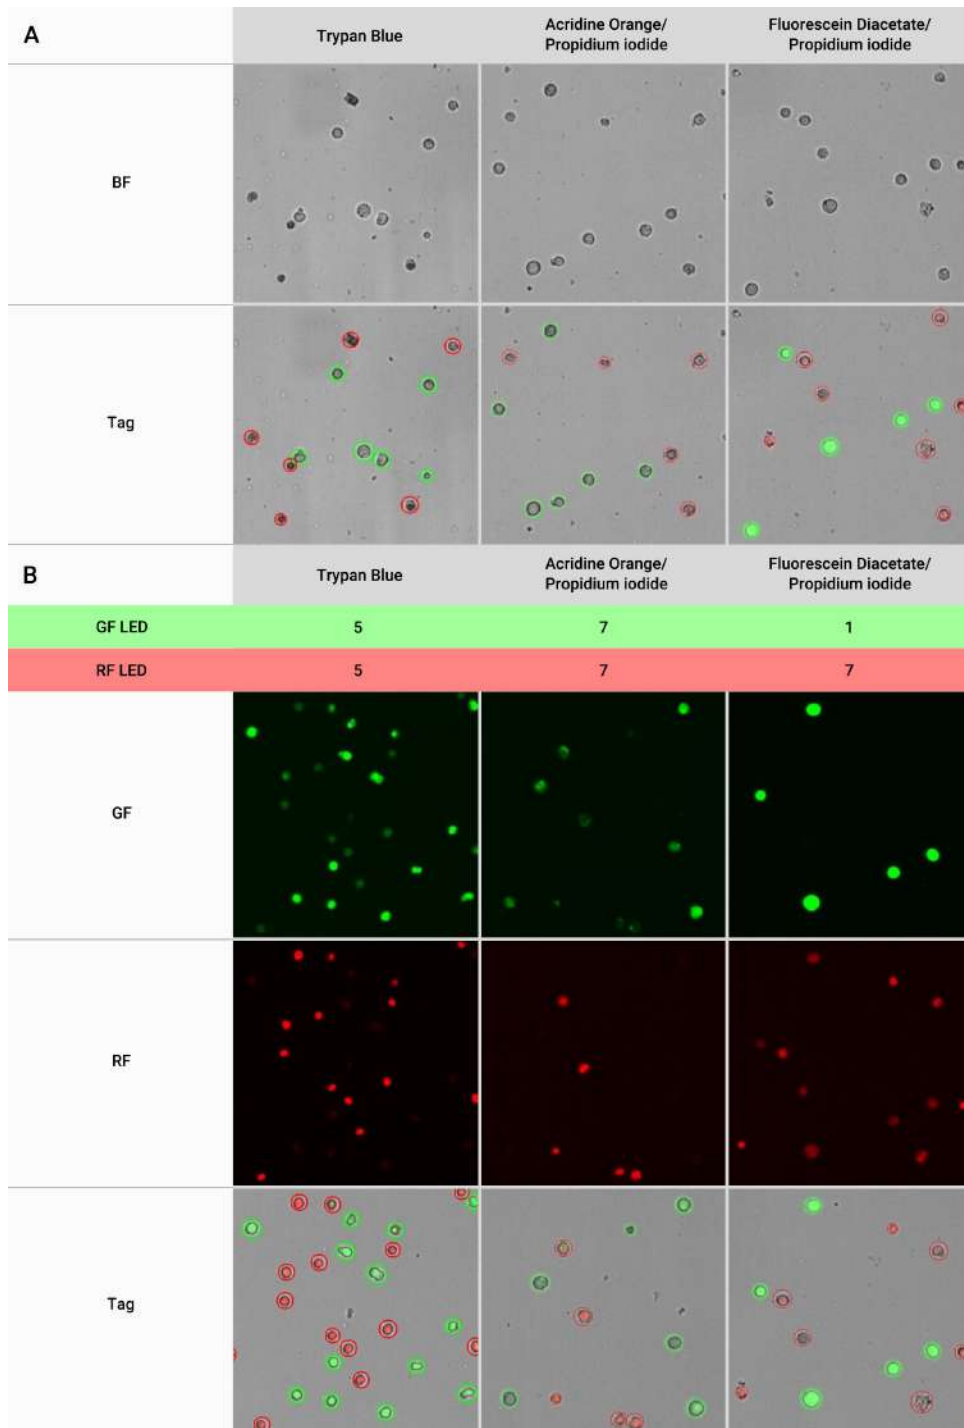 A
Trypan Blue
Acridine Orange/
Propidium iodide
Fluorescein Diacetate/
Propidium iodide
BF
Tag
B
Trypan Blue
Acridine Orange/
Propidium iodide
Fluorescein Diacetate/
Propidium iodide
GF LED 5 7 1
RF LED 5 7 7
GF
RF
Tag